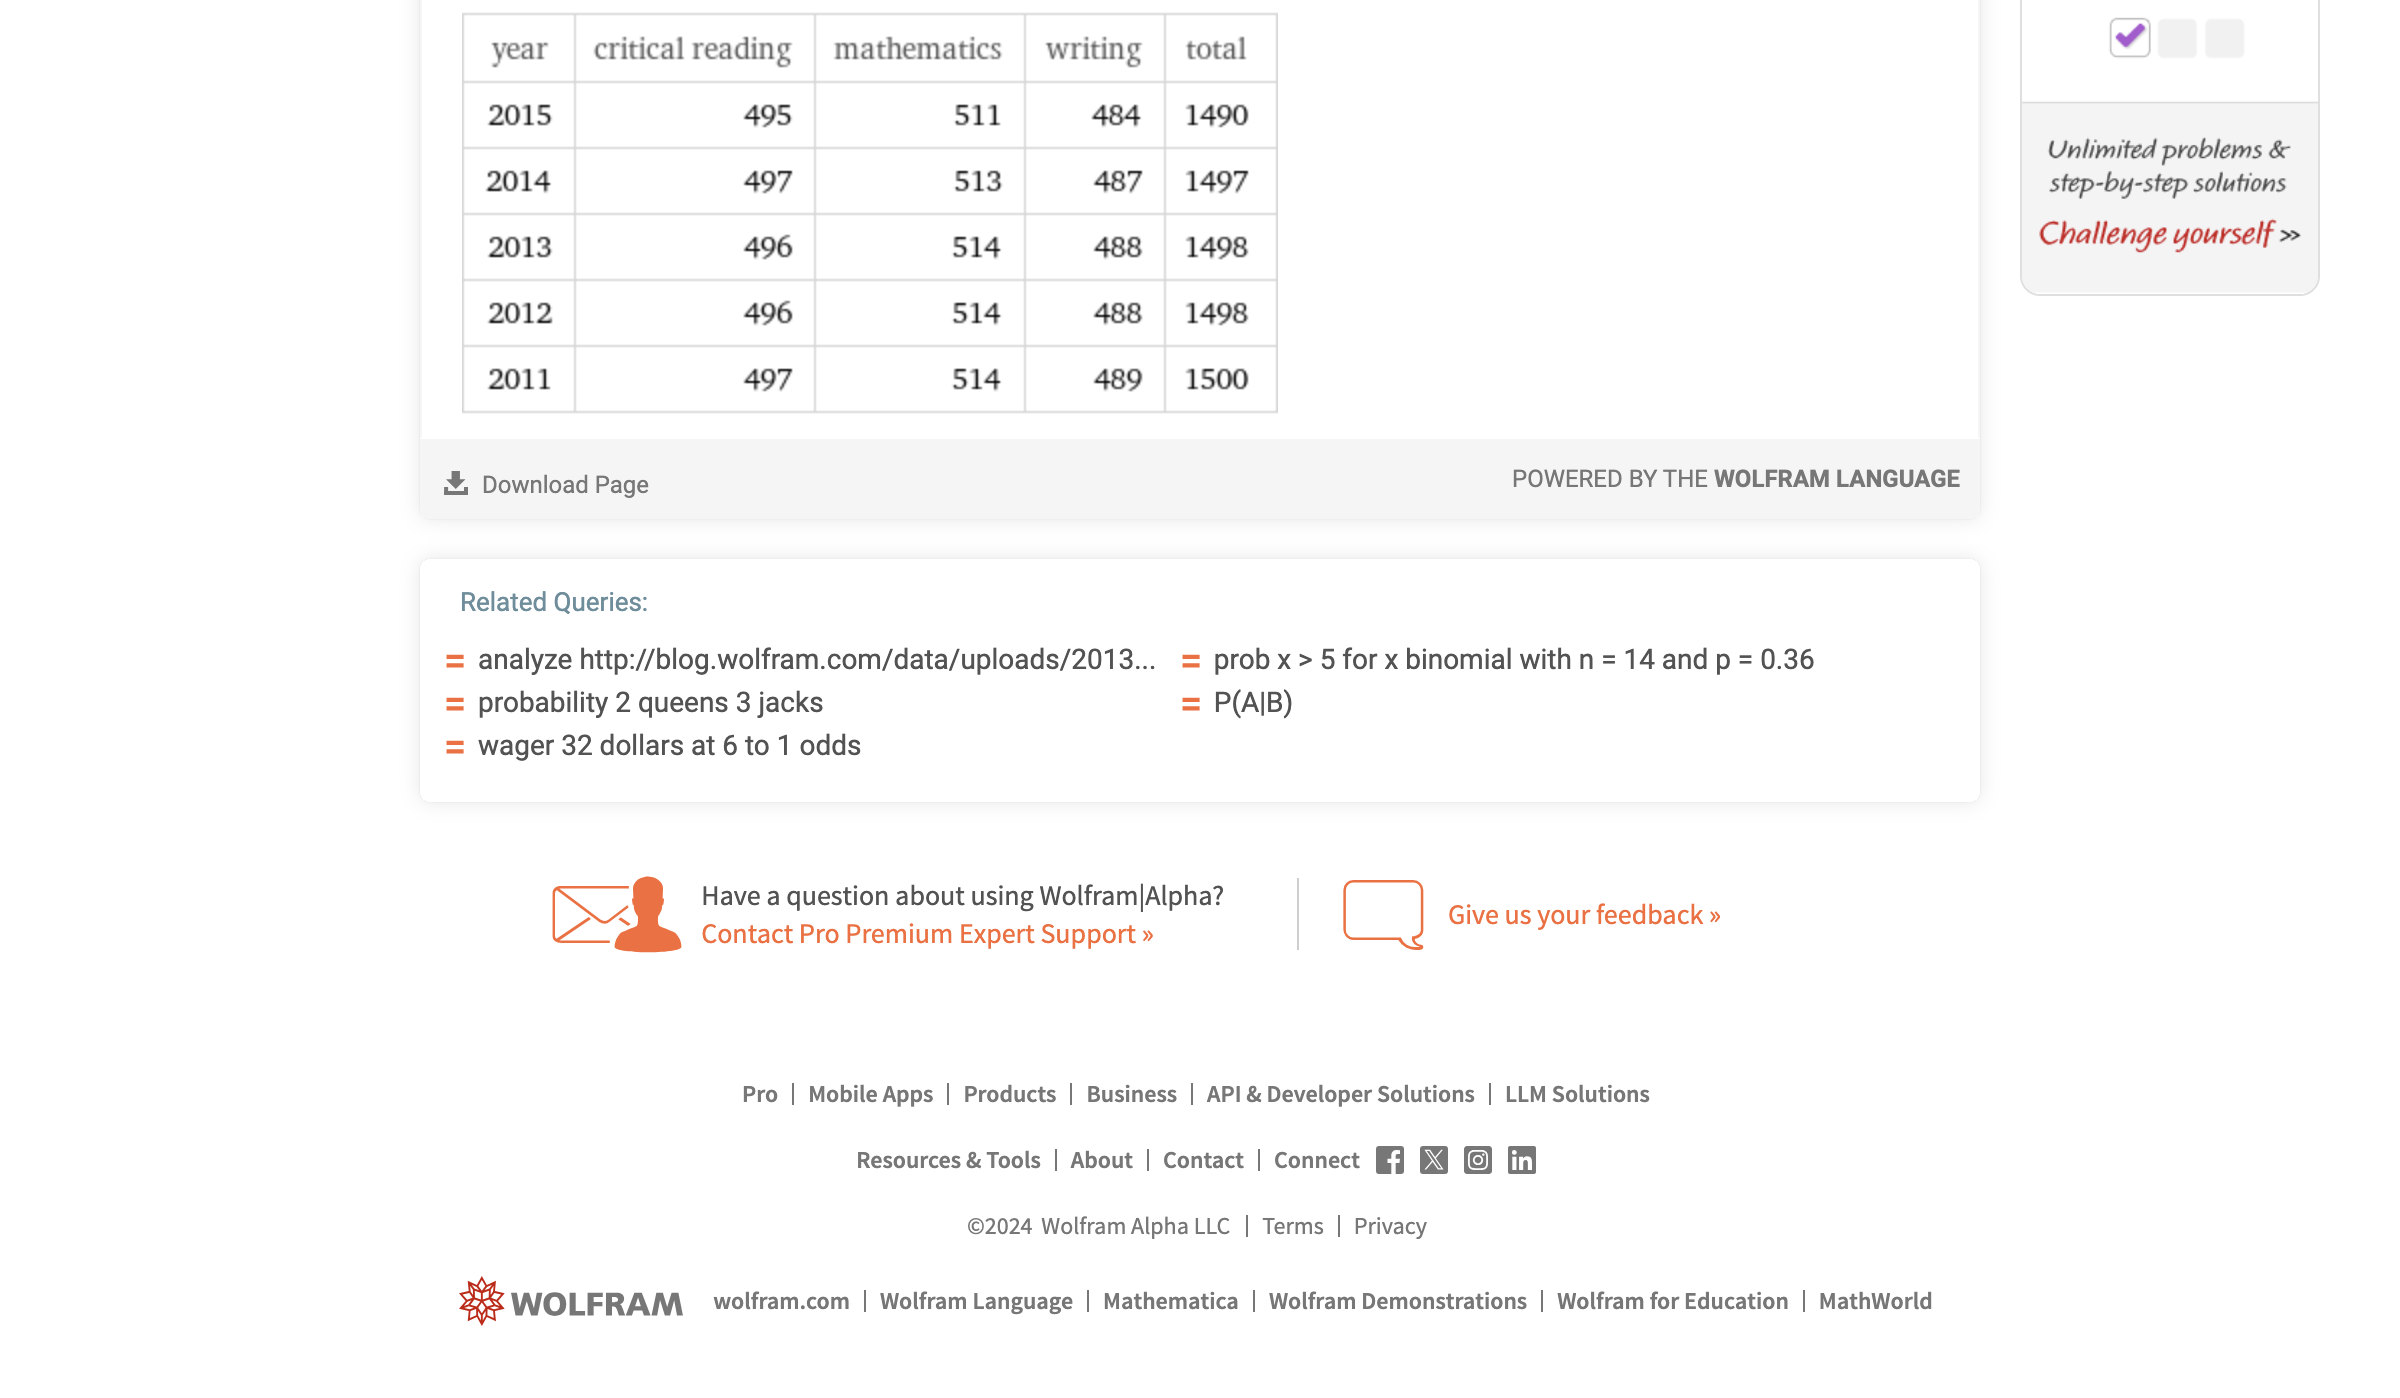 year critical reading mathematics writing total
2015 495 511 484 1490
2014 497 513 487 1497
2013 496 514 488 1498
2012 496 514 488 1498
2011 497 514 489 1500
Unlimited problems &
step-by-step solutions
Challenge yourself »
Download Page
POWERED BY THE WOLFRAM LANGUAGE
Related Queries:
= analyze http://blog.wolfram.com/data/uploads/2013...
= prob x > 5 for x binomial with n = 14 and p = 0.36
= probability 2 queens 3 jacks
= P(A|B)
= wager 32 dollars at 6 to 1 odds
Have a question about using Wolfram|Alpha?
Contact Pro Premium Expert Support »
Give us your feedback »
Pro | Mobile Apps | Products | Business | API & Developer Solutions | LLM Solutions
Resources & Tools | About | Contact | Connect
©2024 Wolfram Alpha LLC | Terms | Privacy
WOLFRAM wolfram.com | Wolfram Language | Mathematica | Wolfram Demonstrations | Wolfram for Education | MathWorld